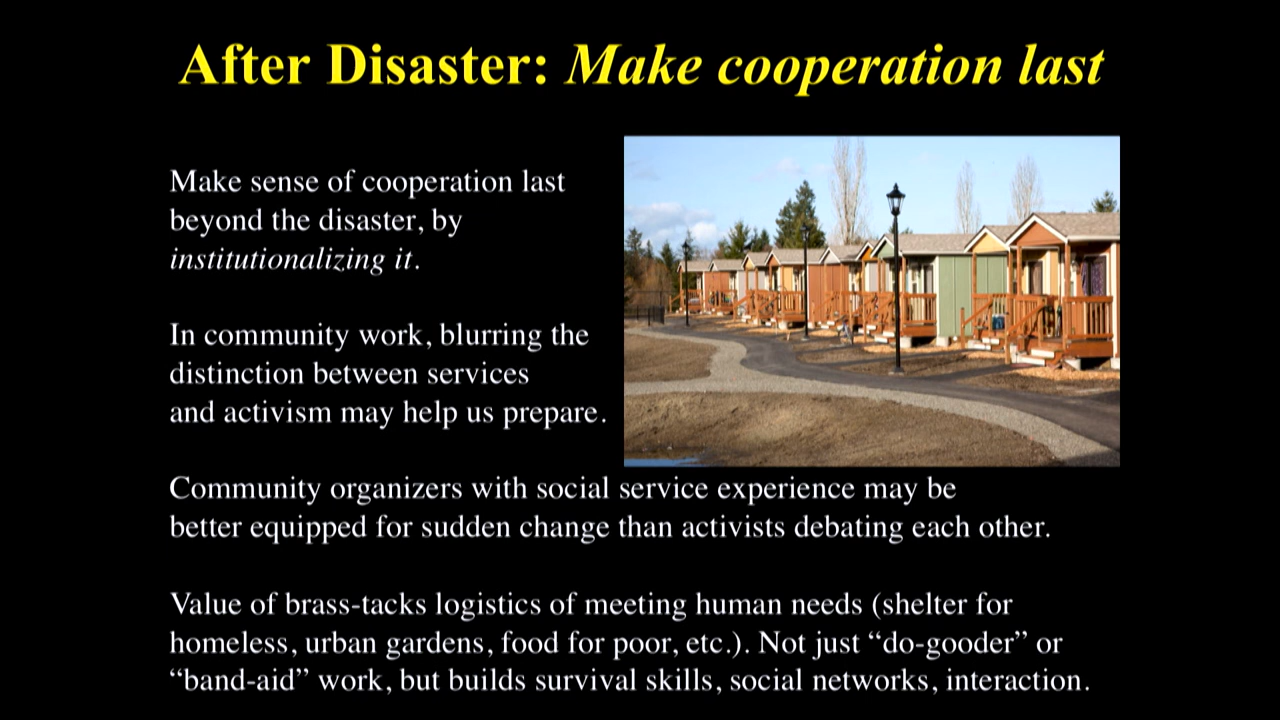 After Disaster: Make cooperation last
Make sense of cooperation last
beyond the disaster, by
institutionalizing it.
In community work, blurring the
distinction between services
and activism may help us prepare.
Community organizers with social service experience may be
better equipped for sudden change than activists debating each other.
Value of brass-tacks logistics of meeting human needs (shelter for
homeless, urban gardens, food for poor, etc.). Not just “do-gooder” or
“band-aid” work, but builds survival skills, social networks, interaction.